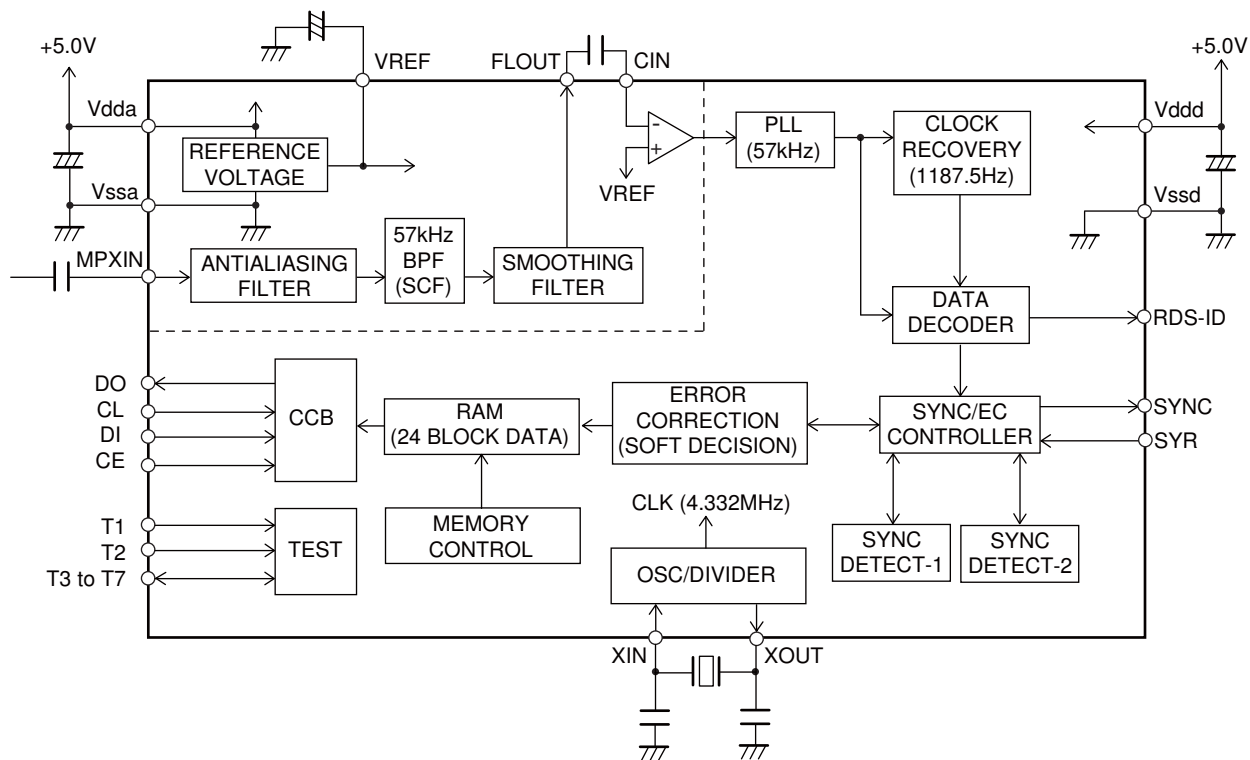 +5.0V
VREF
FLOUT
CIN
+5.0V
Vdda
REFERENCE
VOLTAGE
Vssa
-
+
VREF
PLL
(57kHz)
CLOCK
RECOVERY
(1187.5Hz)
Vddd
Vssd
MPXIN
ANTIALIASING
FILTER
57kHz
BPF
(SCF)
SMOOTHING
FILTER
DATA
DECODER
RDS-ID
DO
CL
DI
CE
CCB
RAM
(24 BLOCK DATA)
ERROR
CORRECTION
(SOFT DECISION)
SYNC/EC
CONTROLLER
SYNC
SYR
T1
T2
T3 to T7
TEST
MEMORY
CONTROL
CLK (4.332MHz)
OSC/DIVIDER
SYNC
DETECT-1
SYNC
DETECT-2
XIN
XOUT